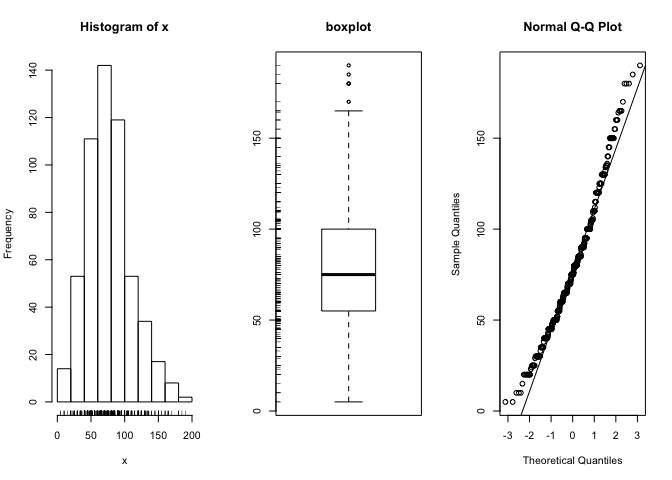 Histogram of x
Frequency
0
20
40
60
80
100
120
140
0 50 100 150 200
x
boxplot
0
50
100
150
Normal Q-Q Plot
Sample Quantiles
0
50
100
150
-3 -2 -1 0 1 2 3
Theoretical Quantiles